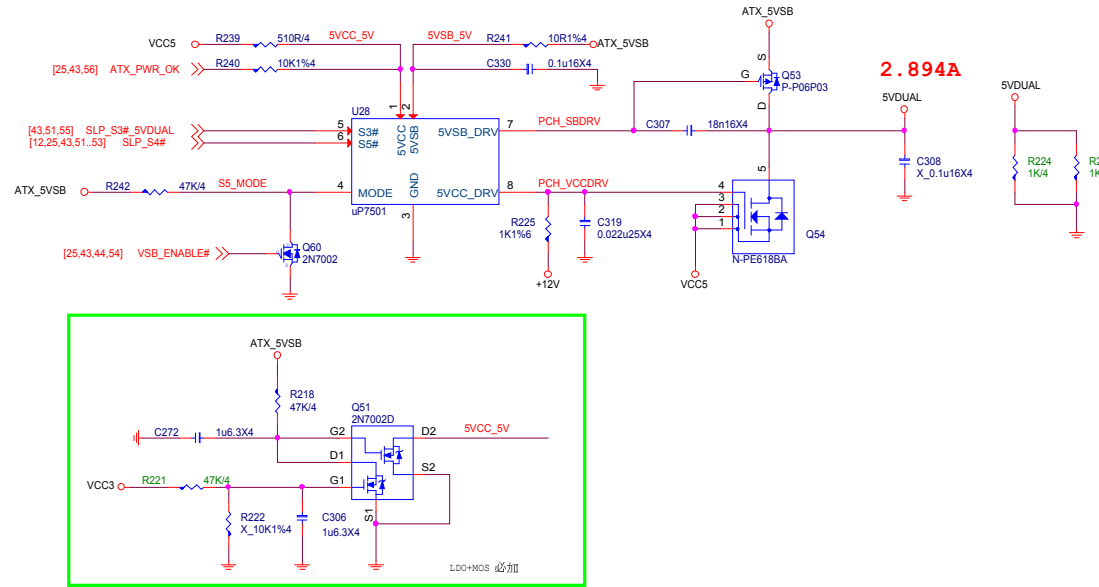 ATX_5VSB
VCC5 R239 510R/4 5VCC_5V 5VSB_5V R241 10R1%4 ATX_5VSB
[25,43,56] ATX_PWR_OK R240 10K1%4 C330 0.1u16X4
S
G Q53
P-P06P03
D
2.894A
5VDUAL 5VDUAL
U28
1 2
[43,51,55] SLP_S3#_5VDUAL 5 S3# 5VCC 5VSB 5VSB_DRV 7 PCH_SBDRV C307 18n16X4
[12,25,43,51..53] SLP_S4# 6 S5#
C308
X_0.1u16X4
R224
1K/4
R2
1K
ATX_5VSB R242 47K/4 S5_MODE 4 MODE GND 5VCC_DRV 8 PCH_VCCDRV
uP7501 3
R225
1K1%6
C319
0.022u25X4
+12V
5
4
3
2
1
Q54
N-PE618BA
VCC5
[25,43,44,54] VSB_ENABLE# Q60
2N7002
ATX_5VSB
R218
47K/4
Q51
2N7002D
C272 1u6.3X4 G2 D2 5VCC_5V
D1 S2
VCC3 R221 47K/4 G1
S1
R222
X_10K1%4
C306
1u6.3X4
LDO+MOS 必加